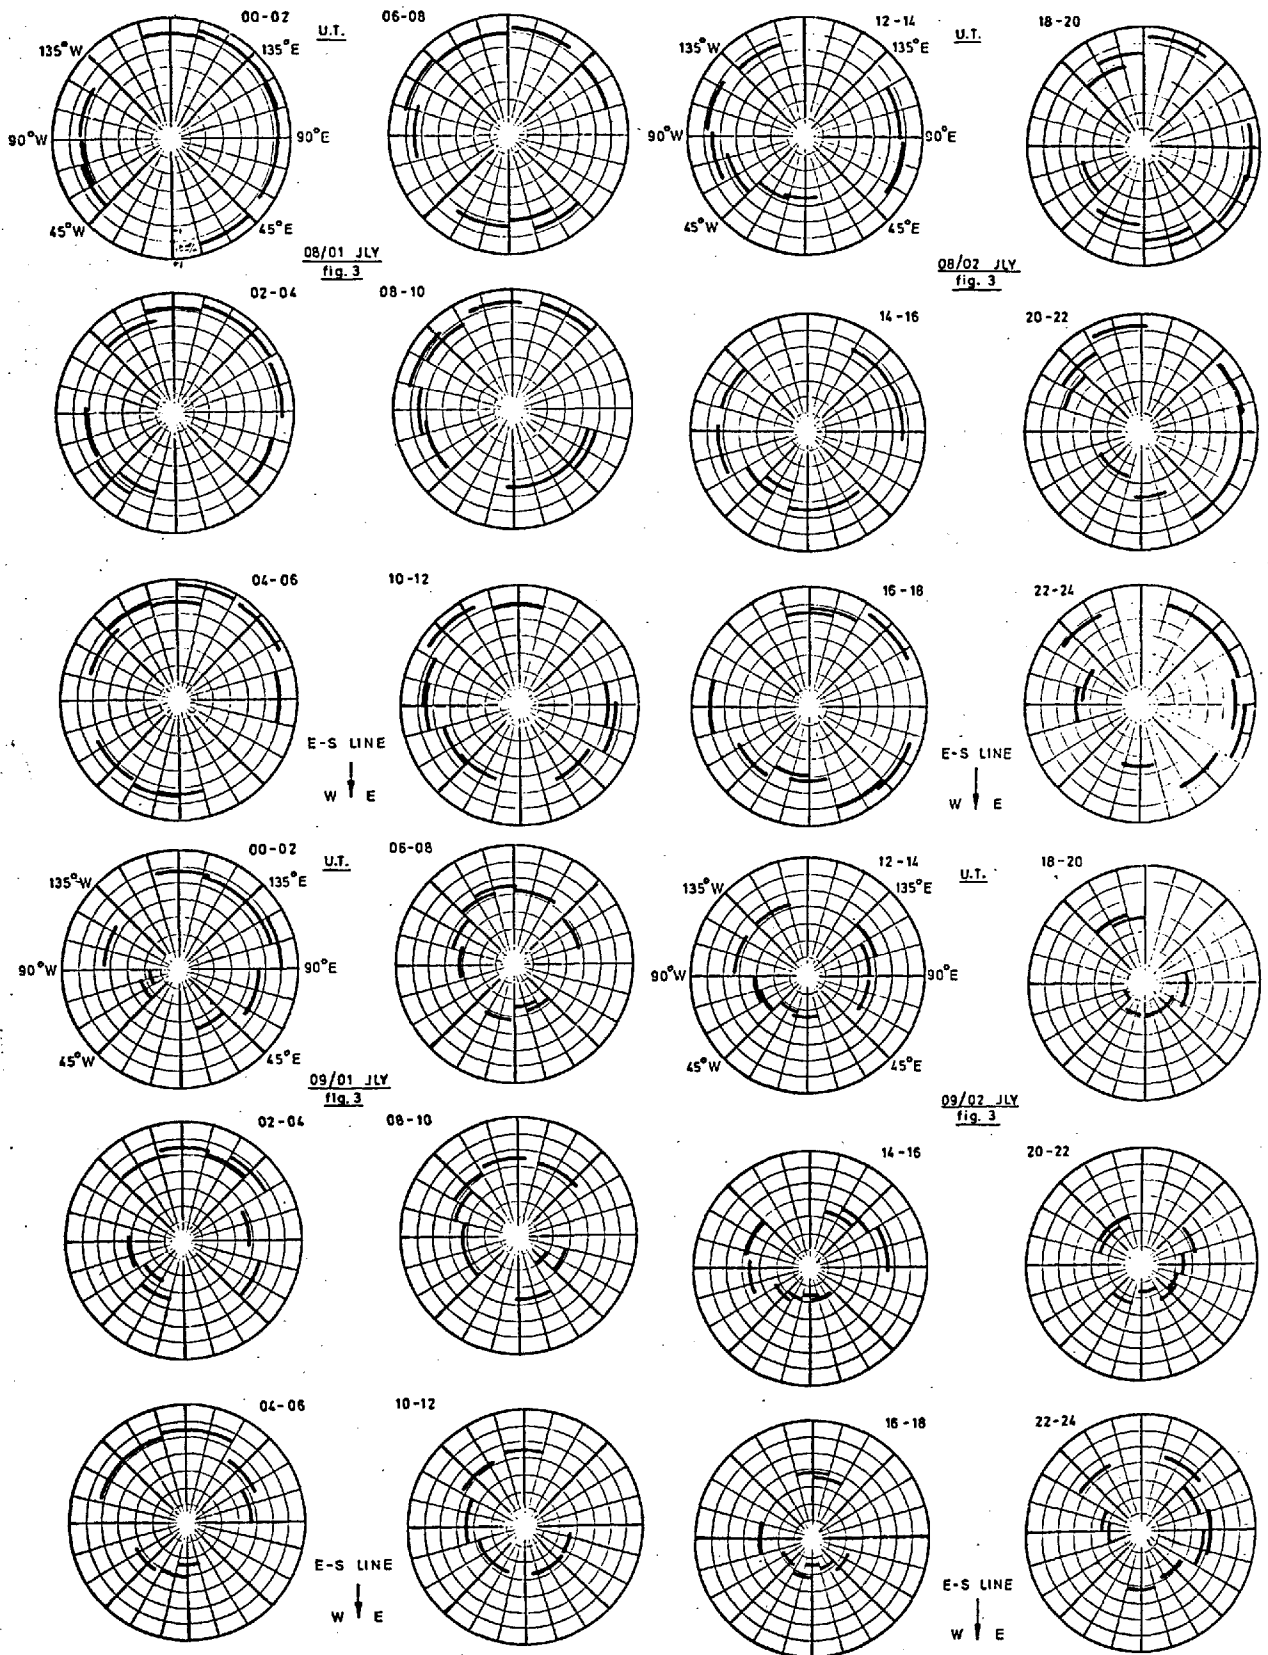 00-02 U.T. 06-08 12-14 U.T. 18-20
135°W 135°E 135°W 135°E
90°W 90°E 90°W 90°E
45°W 45°E 45°W 45°E
08/01 JLY
fig. 3
08/02 JLY
fig. 3
02-04 08-10
14-16 20-22
04-06 10-12 16-18 22-24
E-S LINE
W E
E-S LINE
W E
00-02 U.T. 06-08 12-14 U.T. 18-20
135°W 135°E 135°W 135°E
90°W 90°E 90°W 90°E
45°W 45°E 45°W 45°E
09/01 JLY
fig. 3
09/02 JLY
fig. 3
02-04 08-10
14-16 20-22
04-06 10-12
16-18 22-24
E-S LINE
W E
E-S LINE
W E